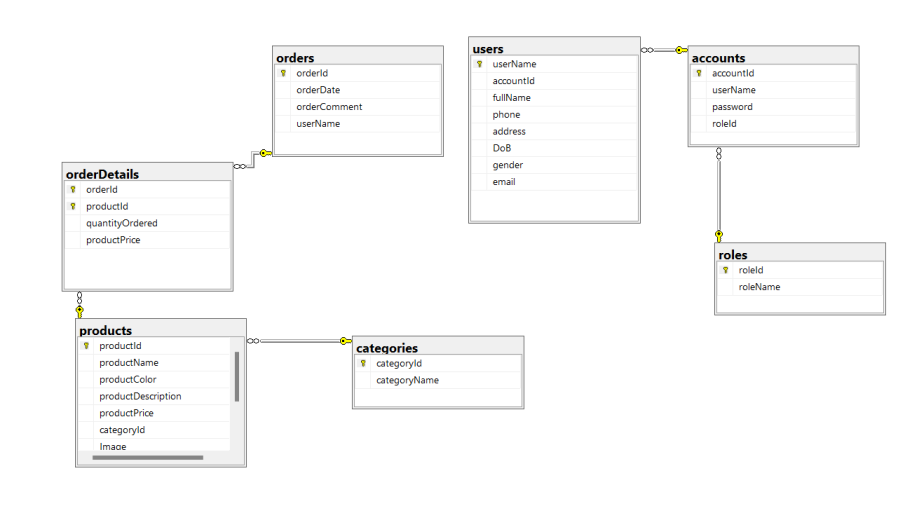 orders
orderId
orderDate
orderComment
userName
users
userName
accountId
fullName
phone
address
DoB
gender
email
accounts
accountId
userName
password
roleId
orderDetails
orderId
productId
quantityOrdered
productPrice
roles
roleId
roleName
products
productId
productName
productColor
productDescription
productPrice
categoryId
Image
categories
categoryId
categoryName